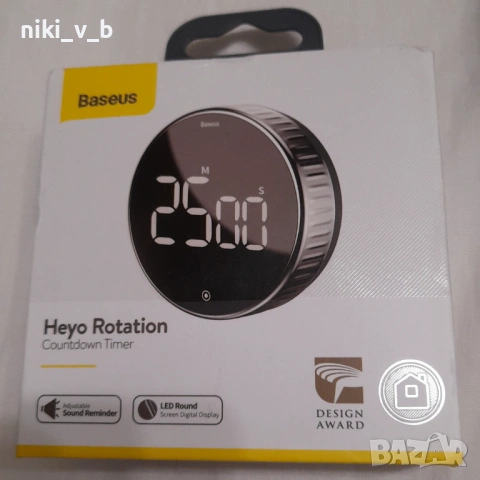 niki_v_b
Baseus
Baseus
M
S
25 00
Heyo Rotation
Countdown Timer
Adjustable
Sound Reminder
LED Round
Screen Digital Display
DESIGN
AWARD
BAZAR